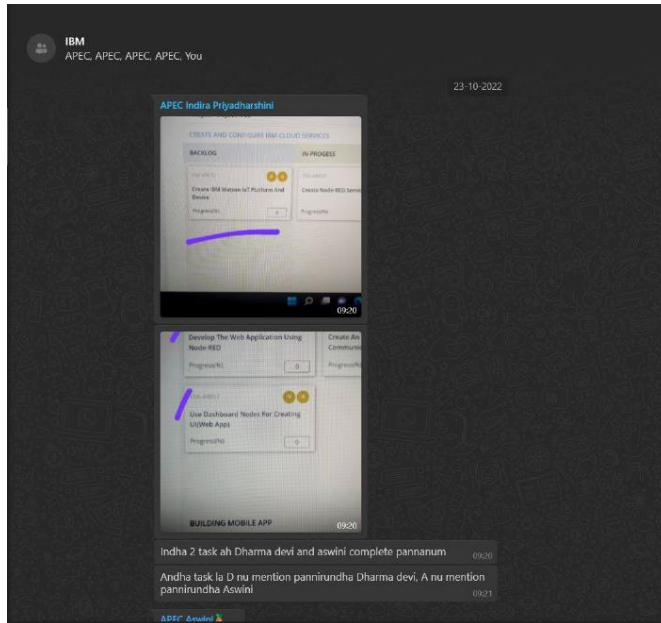 IBM
APEC, APEC, APEC, APEC, You
23-10-2022
APEC Indira Priyadharshini
CREATE AND CONFIGURE IBM CLOUD SERVICES
BACKLOG
IN-PROGESS
Create IBM Watson IoT Platform And
Device
Create Node-RED
Progress(%)
0
Progress(%)
09:20
Develop The Web Application Using
Node-RED
Create An
Progress(%)
0
Use Dashboard Nodes For Creating
UI(Web App)
Progress(%)
0
BUILDING MOBILE APP
09:20
Indha 2 task ah Dharma devi and aswini complete pannanum
09:20
Andha task la D nu mention pannirundha Dharma devi, A nu mention
pannirundha Aswini
09:21
APEC Aswini